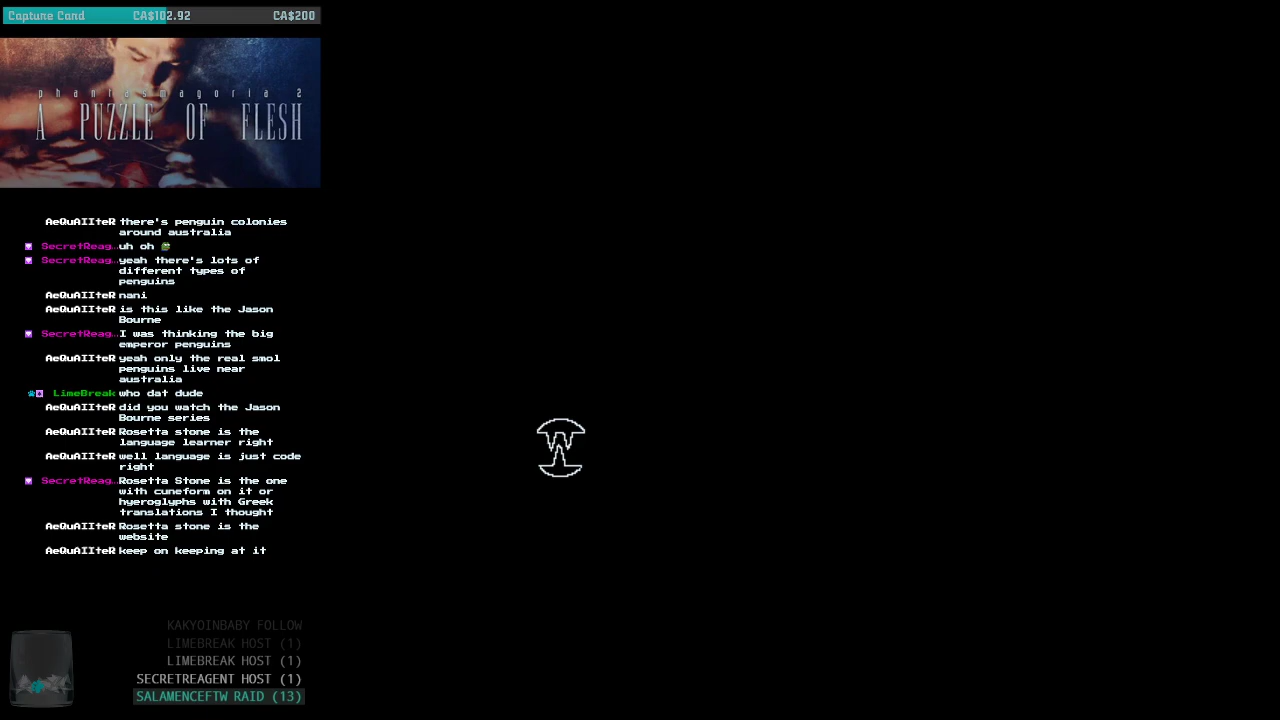 Capture Card CA$102.92 CA$200
phantasmagoria 2
A PUZZLE OF FLESH
AeQuAIIteR there's penguin colonies
around australia
SecretReag… uh oh
SecretReag… yeah there's lots of
different types of
penguins
AeQuAIIteR nani
AeQuAIIteR is this like the Jason
Bourne
SecretReag… I was thinking the big
emperor penguins
AeQuAIIteR yeah only the real smol
penguins live near
australia
LimeBreak who dat dude
AeQuAIIteR did you watch the Jason
Bourne series
AeQuAIIteR Rosetta stone is the
language learner right
AeQuAIIteR well language is just code
right
SecretReag… Rosetta Stone is the one
with cuneform on it or
hyeroglyphs with Greek
translations I thought
AeQuAIIteR Rosetta stone is the
website
AeQuAIIteR keep on keeping at it
KAKYOINBABY FOLLOW
LIMEBREAK HOST (1)
LIMEBREAK HOST (1)
SECRETREAGENT HOST (1)
SALAMENCEFTW RAID (13)